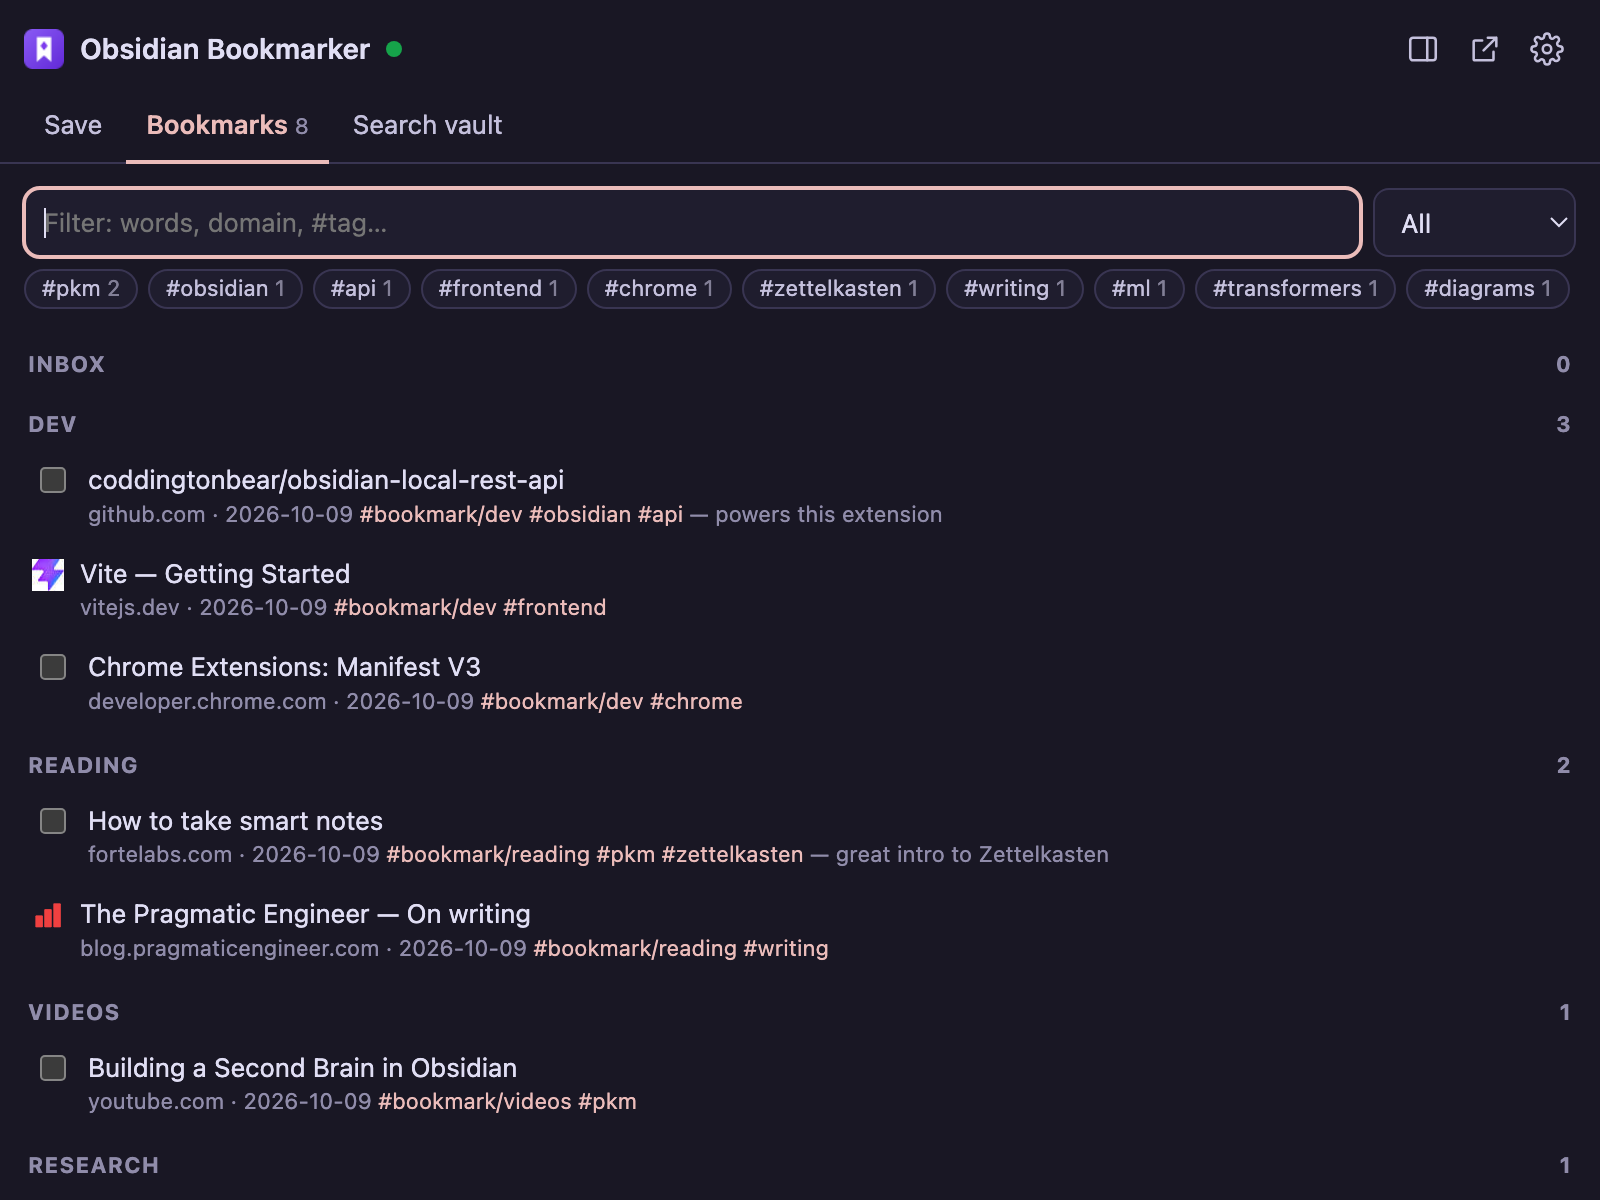 Obsidian Bookmarker
Save Bookmarks 8 Search vault
Filter: words, domain, #tag... All
#pkm 2 #obsidian 1 #api 1 #frontend 1 #chrome 1 #zettelkasten 1 #writing 1 #ml 1 #transformers 1 #diagrams 1
INBOX 0
DEV 3
coddingtonbear/obsidian-local-rest-api
github.com · 2026-10-09 #bookmark/dev #obsidian #api — powers this extension
Vite — Getting Started
vitejs.dev · 2026-10-09 #bookmark/dev #frontend
Chrome Extensions: Manifest V3
developer.chrome.com · 2026-10-09 #bookmark/dev #chrome
READING 2
How to take smart notes
fortelabs.com · 2026-10-09 #bookmark/reading #pkm #zettelkasten — great intro to Zettelkasten
The Pragmatic Engineer — On writing
blog.pragmaticengineer.com · 2026-10-09 #bookmark/reading #writing
VIDEOS 1
Building a Second Brain in Obsidian
youtube.com · 2026-10-09 #bookmark/videos #pkm
RESEARCH 1